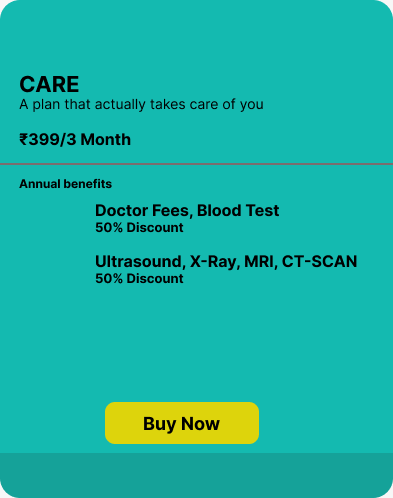 CARE
A plan that actually takes care of you
₹399/3 Month
Annual benefits
Doctor Fees, Blood Test
50% Discount
Ultrasound, X-Ray, MRI, CT-SCAN
50% Discount
Buy Now